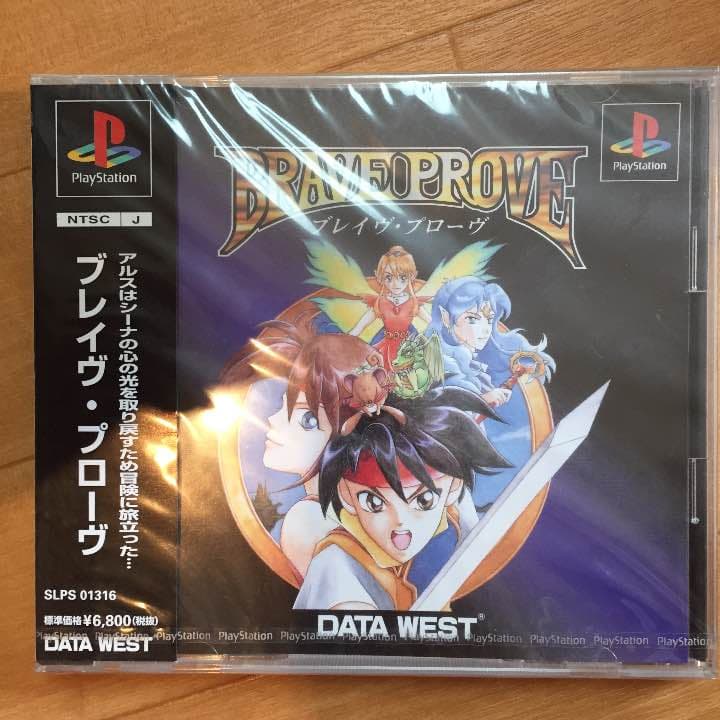 PlayStation
NTSC J
アルスはシーナの心の光を取り戻すため冒険に旅立った…
ブレイヴ・プローヴ
SLPS 01316
標準価格¥6,800(税抜)
DATA WEST
BRAVE PROVE
ブレイヴ・プローヴ
PlayStation
DATA WEST®
PlayStation PlayStation PlayStation PlayStation PlayStation PlayStation PlayStation PlayStation PlayStation